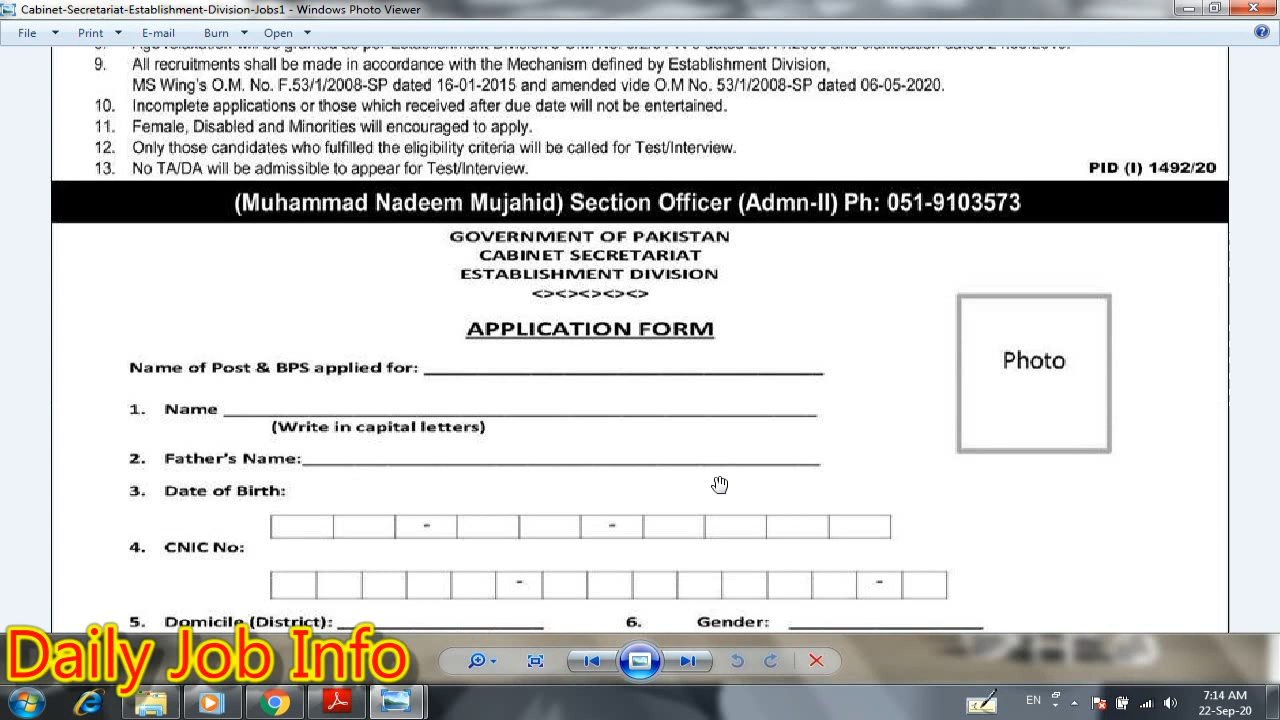 Cabinet-Secretariat-Establishment-Division-Jobs1 - Windows Photo Viewer
File Print E-mail Burn Open
9. All recruitments shall be made in accordance with the Mechanism defined by Establishment Division,
MS Wing's O.M. No. F.53/1/2008-SP dated 16-01-2015 and amended vide O.M No. 53/1/2008-SP dated 06-05-2020.
10. Incomplete applications or those which received after due date will not be entertained.
11. Female, Disabled and Minorities will encouraged to apply.
12. Only those candidates who fulfilled the eligibility criteria will be called for Test/Interview.
13. No TA/DA will be admissible to appear for Test/Interview.
PID (I) 1492/20
(Muhammad Nadeem Mujahid) Section Officer (Admn-II) Ph: 051-9103573
GOVERNMENT OF PAKISTAN
CABINET SECRETARIAT
ESTABLISHMENT DIVISION
<><><><><>
APPLICATION FORM
Photo
Name of Post & BPS applied for:
1. Name
(Write in capital letters)
2. Father's Name:
3. Date of Birth:
- -
4. CNIC No:
- -
5. Domicile (District): 6. Gender:
Daily Job Info
EN
7:14 AM
22-Sep-20